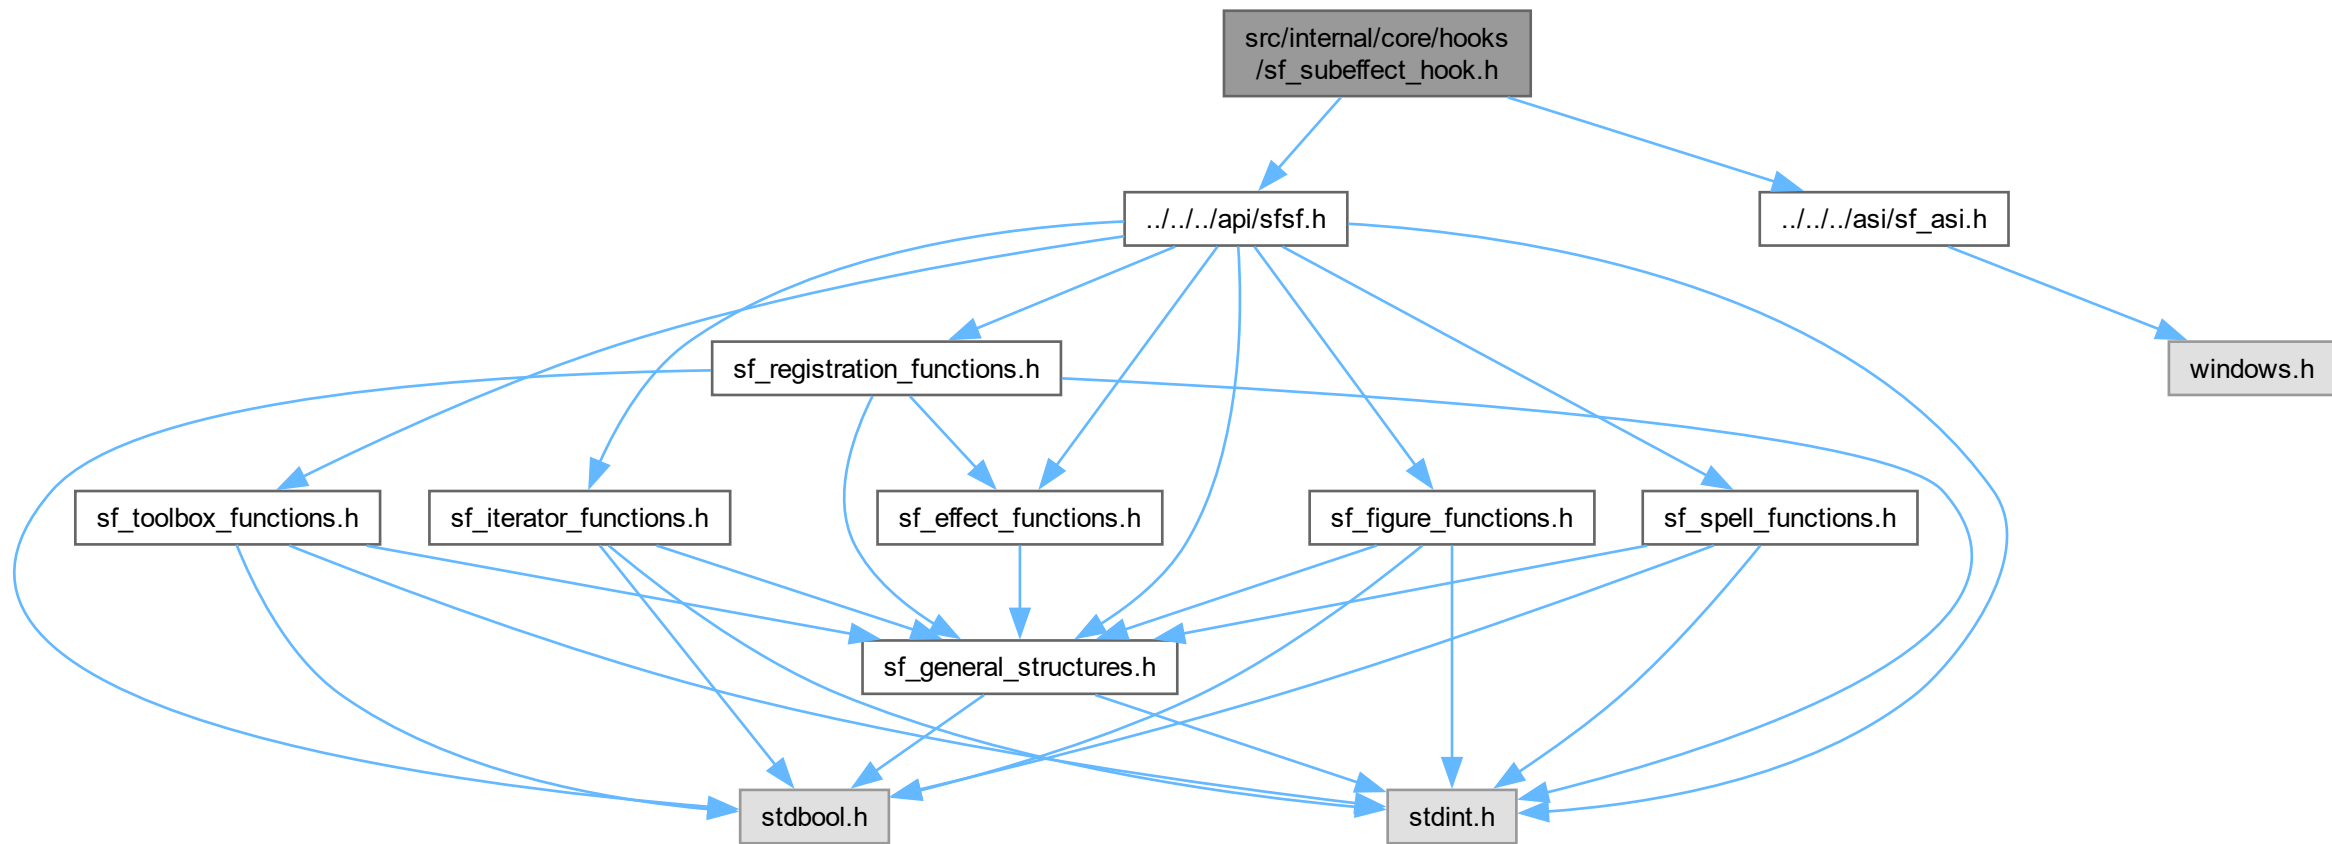 src/internal/core/hooks
/sf_subeffect_hook.h
../../../api/sfsf.h
../../../asi/sf_asi.h
sf_registration_functions.h
windows.h
sf_toolbox_functions.h
sf_iterator_functions.h
sf_effect_functions.h
sf_figure_functions.h
sf_spell_functions.h
sf_general_structures.h
stdbool.h
stdint.h